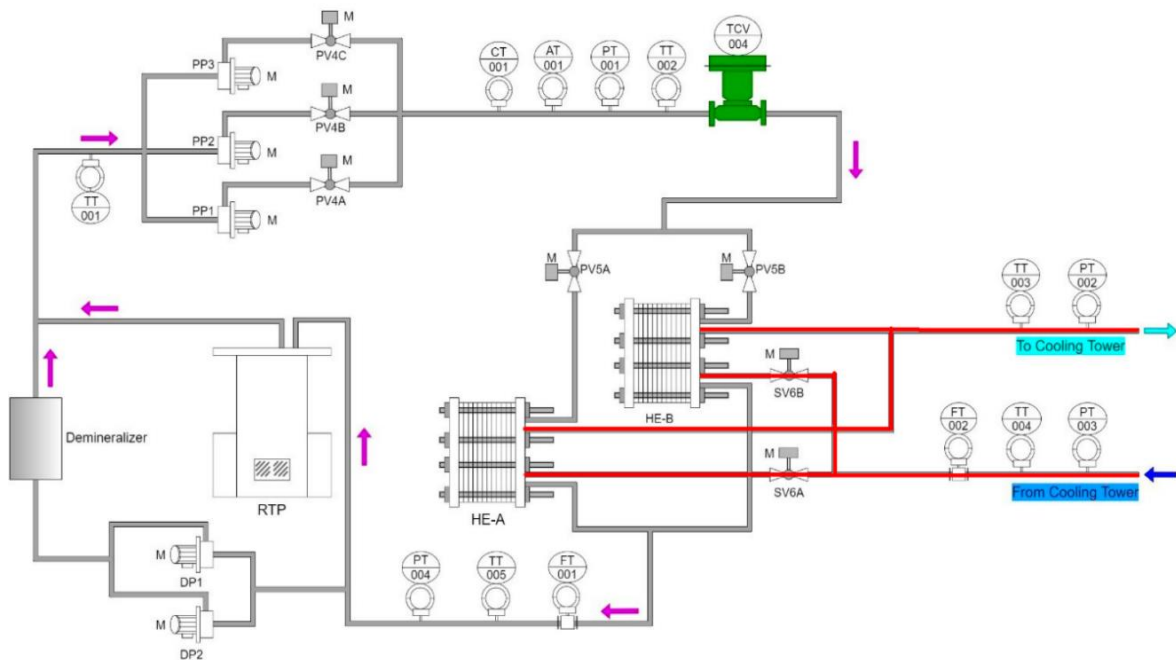 M
PP3
M
PV4C
CT
001
AT
001
PT
001
TT
002
TCV
004
M
PP2
M
PV4B
TT
001
M
PP1
M
PV4A
M
PV5A
M
PV5B
TT
003
PT
002
To Cooling Tower
M
SV6B
HE-B
FT
002
TT
004
PT
003
Demineralizer
M
SV6A
From Cooling Tower
RTP
HE-A
M
DP1
PT
004
TT
005
FT
001
M
DP2